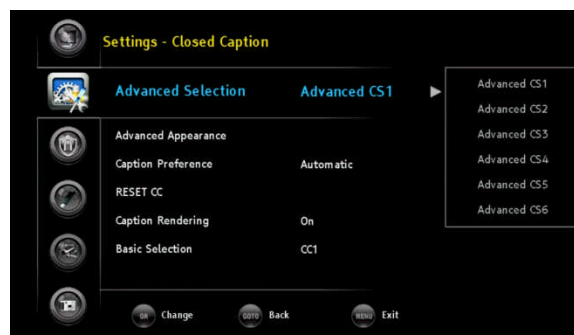 Settings - Closed Caption
Advanced Selection Advanced CS1
Advanced Appearance
Caption Preference Automatic
RESET CC
Caption Rendering On
Basic Selection CC1
Advanced CS1
Advanced CS2
Advanced CS3
Advanced CS4
Advanced CS5
Advanced CS6
OK Change GOTO Back MENU Exit